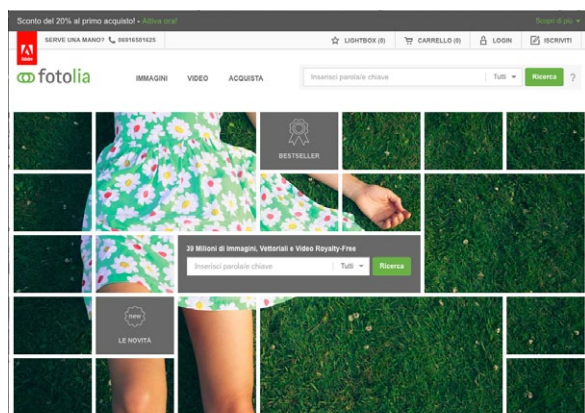 Sconto del 20% al primo acquisto! - Attiva ora!
Scopri di più
SERVE UNA MANO? 06916501625
LIGHTBOX (0)
CARRELLO (0)
LOGIN
ISCRIVITI
Adobe
fotolia
IMMAGINI
VIDEO
ACQUISTA
Inserisci parola/e chiave
Tutti
Ricerca
?
BESTSELLER
39 Milioni di Immagini, Vettoriali e Video Royalty-Free
Inserisci parola/e chiave
Tutti
Ricerca
new
LE NOVITÀ